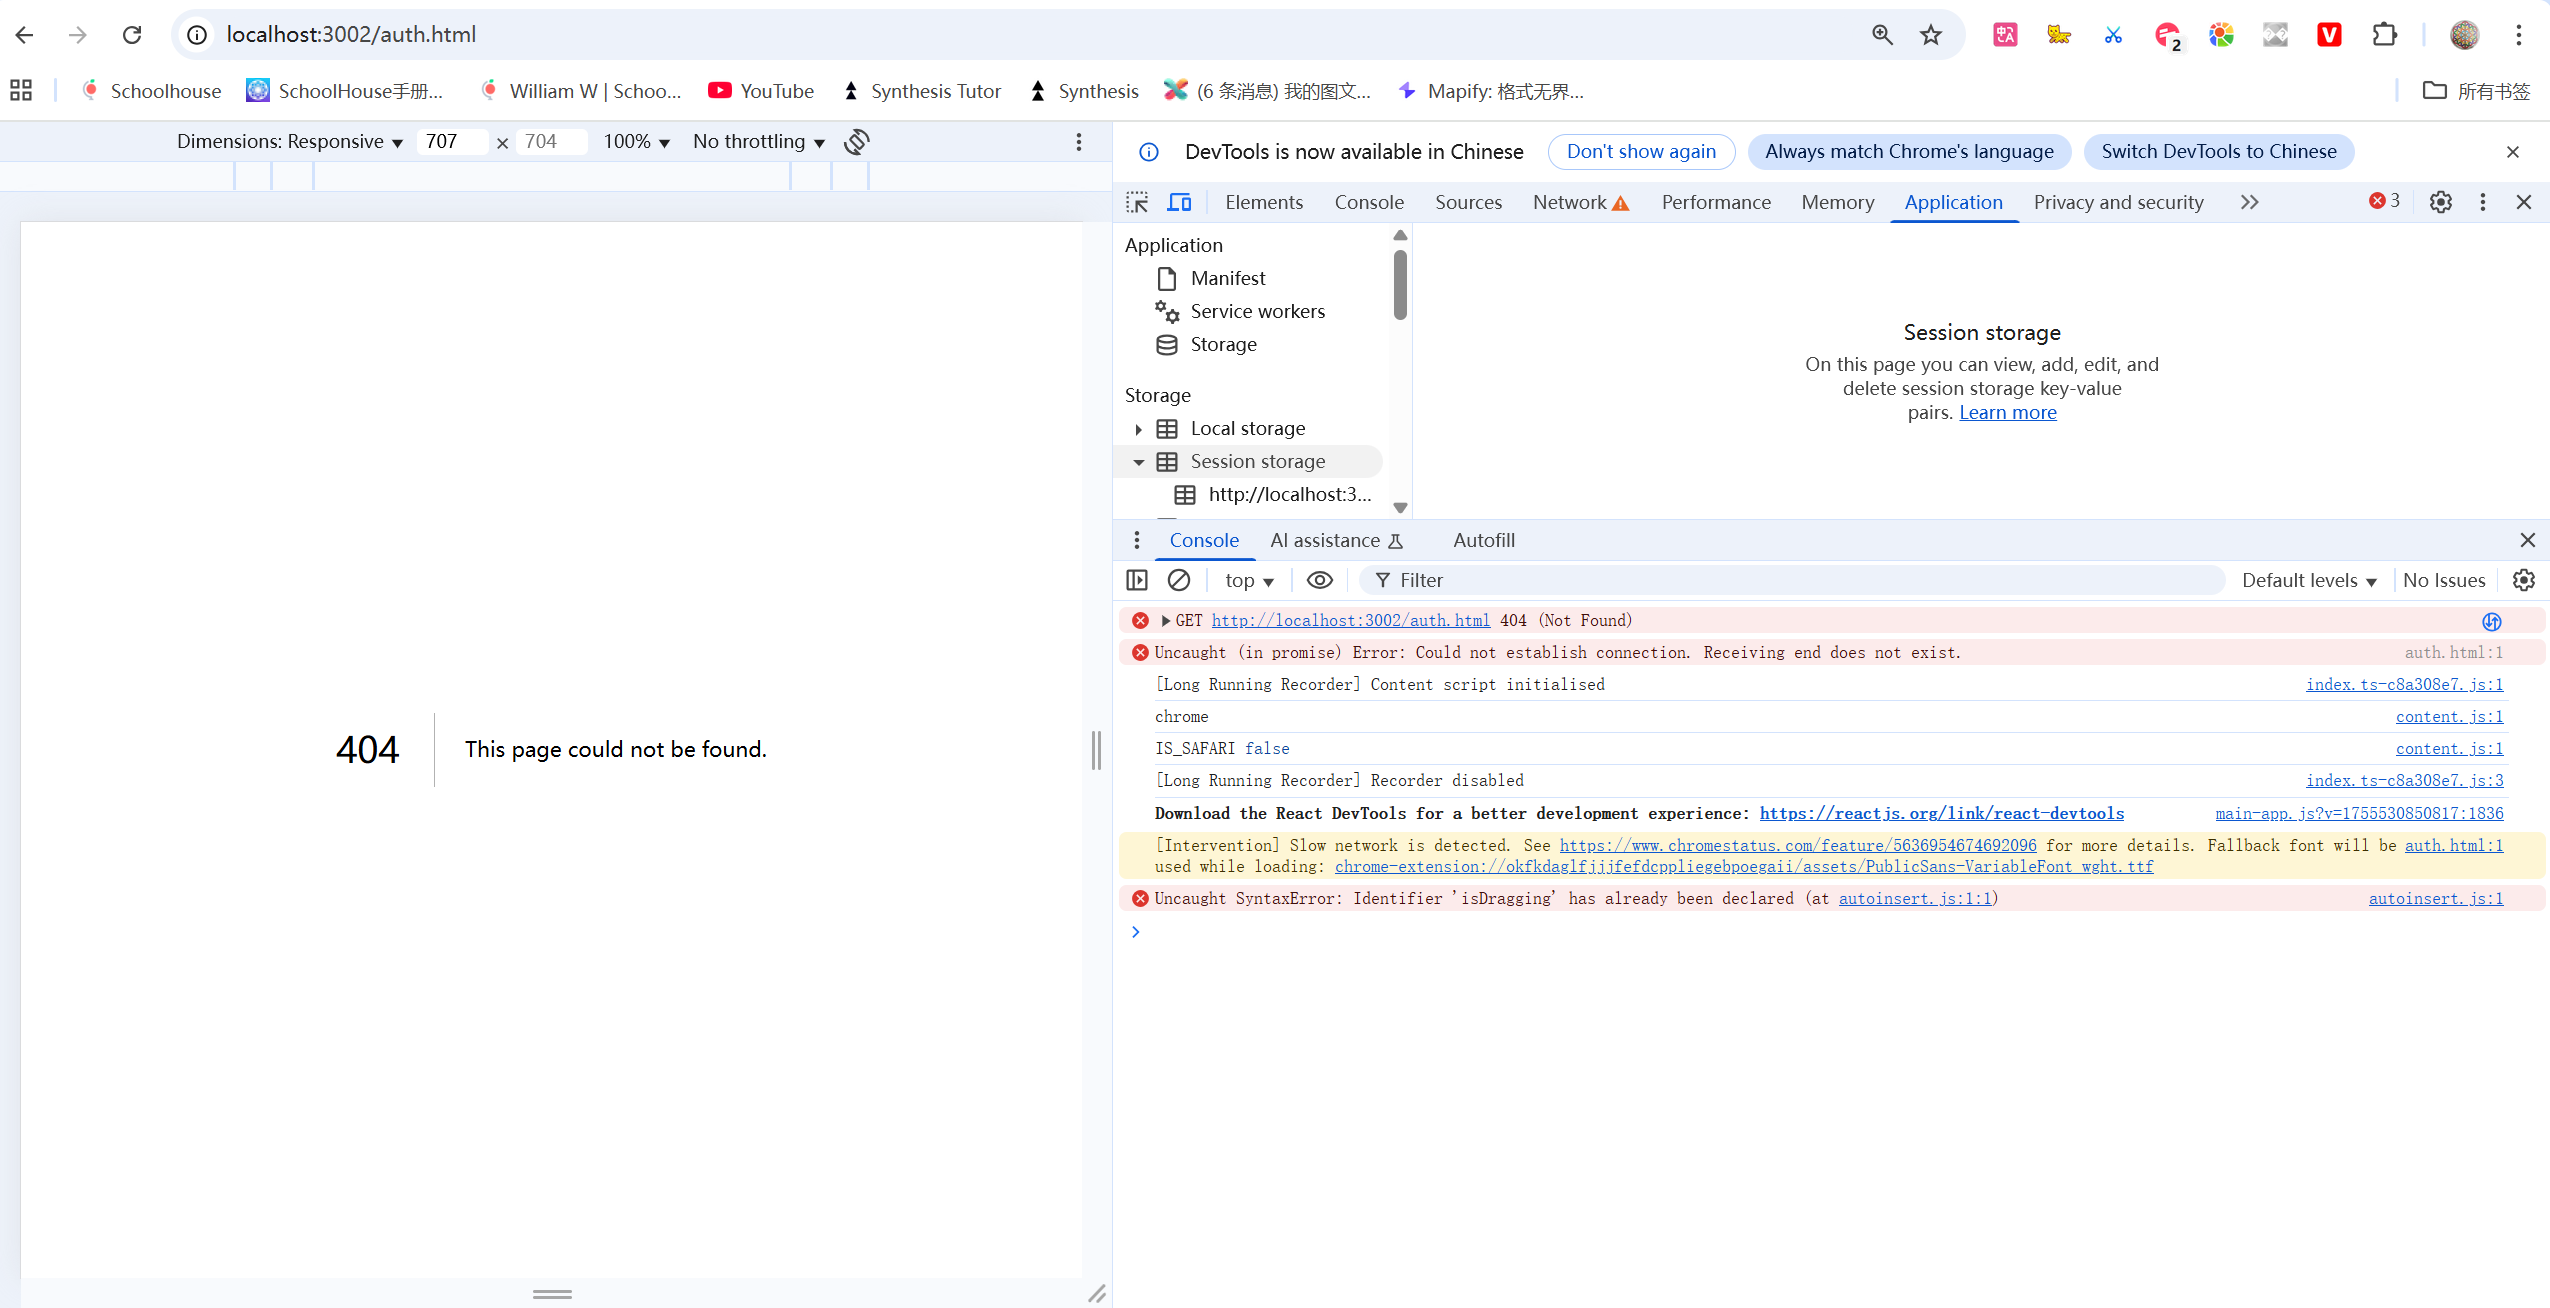 localhost:3002/auth.html
2
Schoolhouse
SchoolHouse手册...
William W | Schoo...
YouTube
Synthesis Tutor
Synthesis
(6 条消息) 我的图文...
Mapify: 格式无界...
所有书签
Dimensions: Responsive 707 × 704 100% No throttling
DevTools is now available in Chinese Don't show again Always match Chrome's language Switch DevTools to Chinese
Elements Console Sources Network Performance Memory Application Privacy and security 3
Application
Manifest
Service workers
Storage
Storage
Local storage
Session storage
http://localhost:3...
Session storage
On this page you can view, add, edit, and
delete session storage key-value
pairs. Learn more
Console AI assistance Autofill
top Filter Default levels No Issues
GET http://localhost:3002/auth.html 404 (Not Found)
Uncaught (in promise) Error: Could not establish connection. Receiving end does not exist. auth.html:1
[Long Running Recorder] Content script initialised index.ts-c8a308e7.js:1
chrome content.js:1
IS_SAFARI false content.js:1
[Long Running Recorder] Recorder disabled index.ts-c8a308e7.js:3
Download the React DevTools for a better development experience: https://reactjs.org/link/react-devtools main-app.js?v=1755530850817:1836
[Intervention] Slow network is detected. See https://www.chromestatus.com/feature/5636954674692096 for more details. Fallback font will be auth.html:1
used while loading: chrome-extension://okfkdaglfjjjfefdcppliegebpoegaii/assets/PublicSans-VariableFont_wght.ttf
Uncaught SyntaxError: Identifier 'isDragging' has already been declared (at autoinsert.js:1:1) autoinsert.js:1
404 This page could not be found.